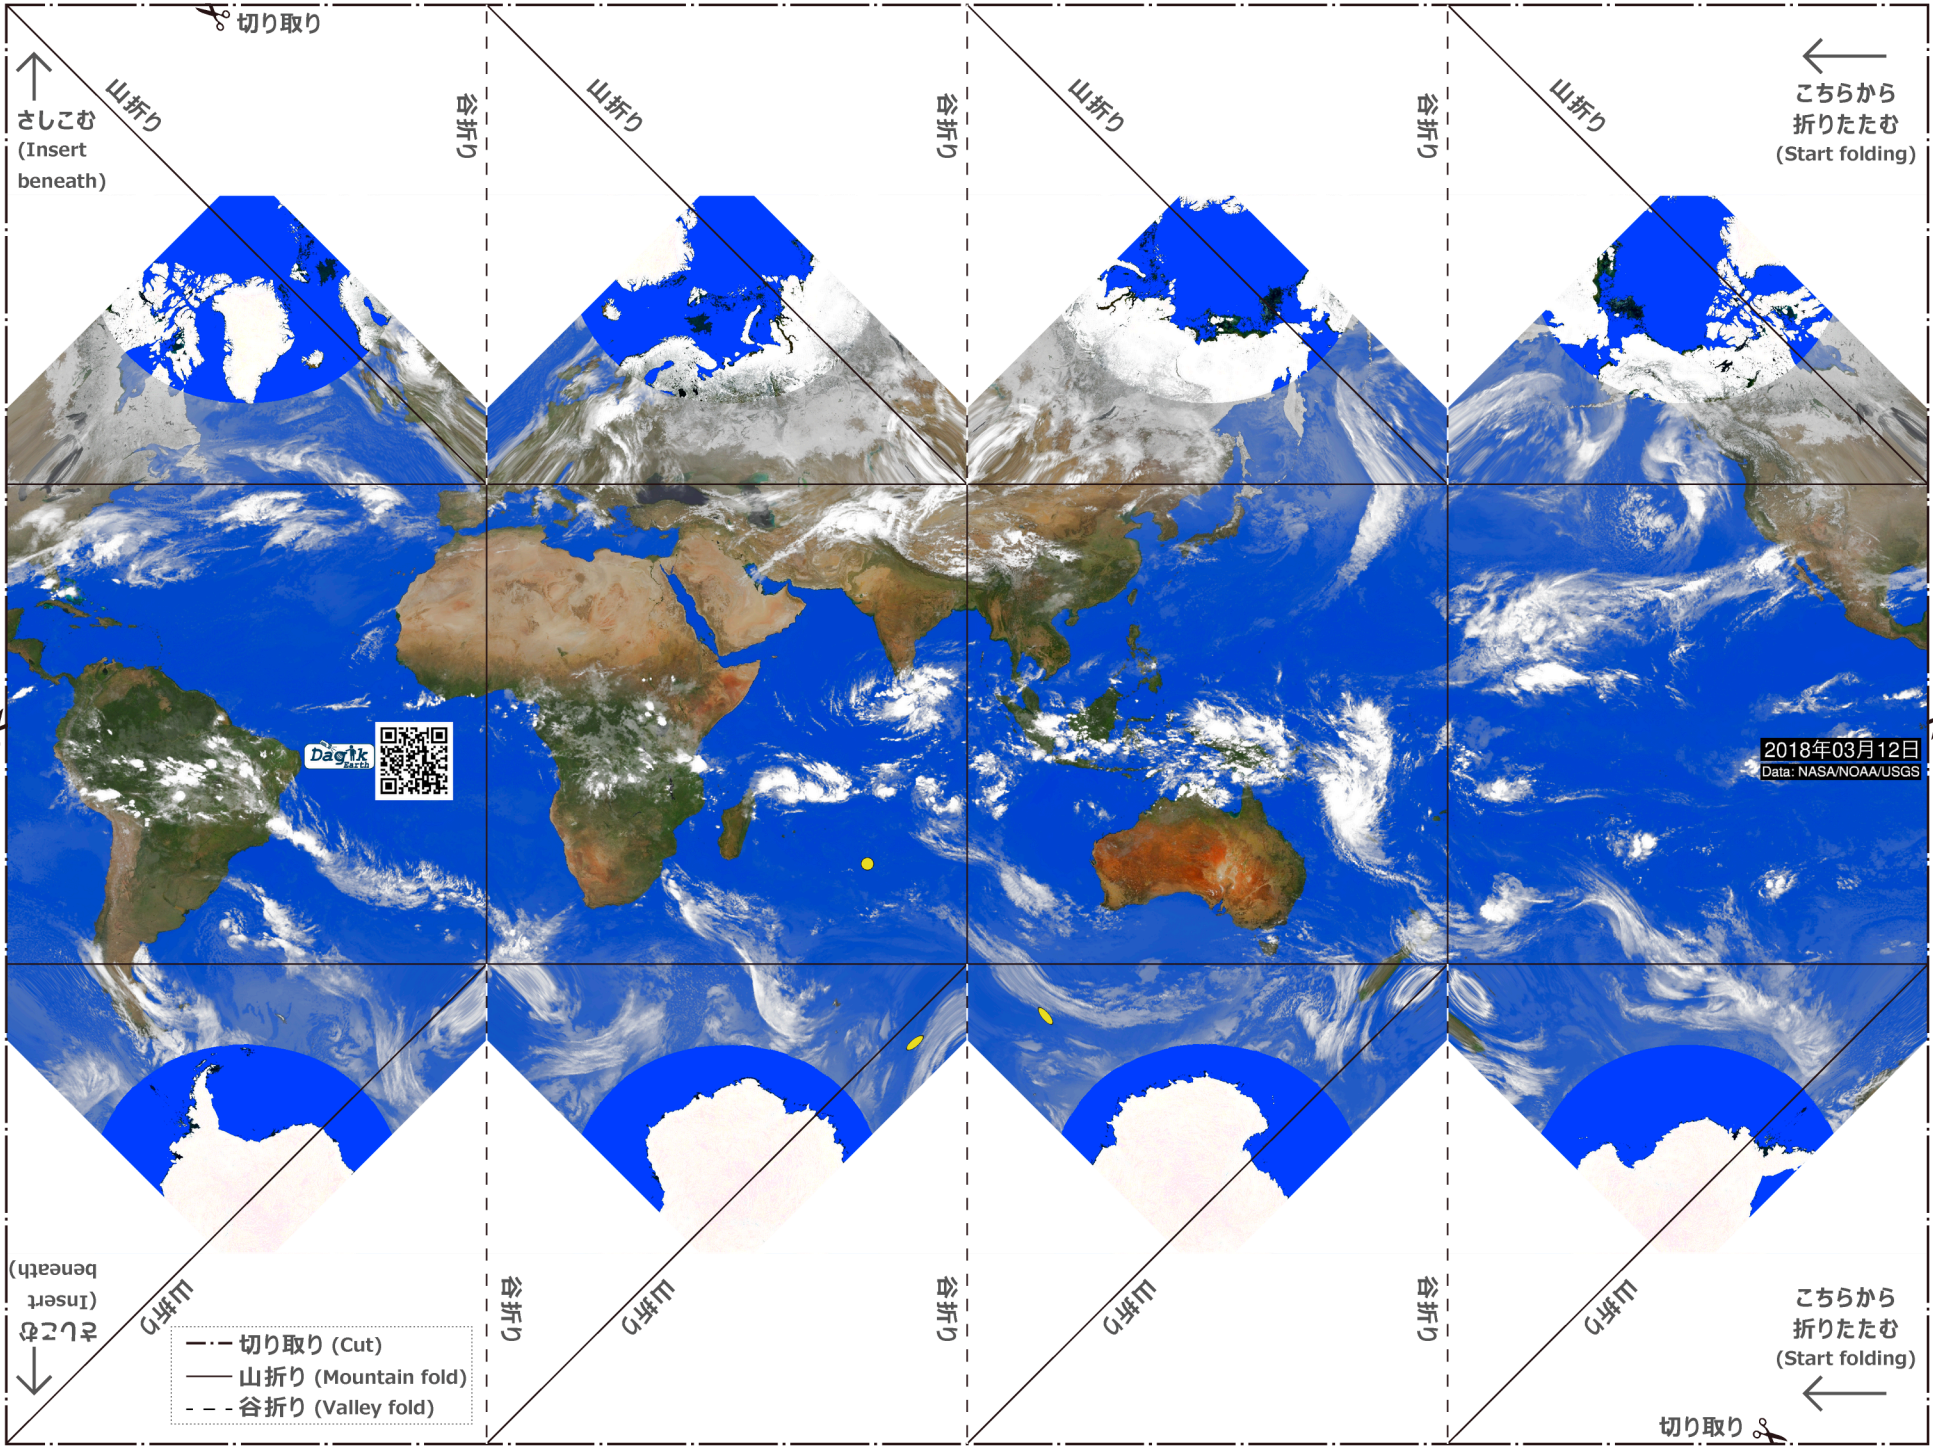 切り取り
さしこむ
(Insert
beneath)
山折り
谷折り
山折り
谷折り
山折り
谷折り
山折り
こちらから
折りたたむ
(Start folding)
Dagik
Earth
2018年03月12日
Data: NASA/NOAA/USGS
さしこむ
(Insert
beneath)
山折り
谷折り
山折り
谷折り
山折り
谷折り
山折り
こちらから
折りたたむ
(Start folding)
切り取り (Cut)
山折り (Mountain fold)
谷折り (Valley fold)
切り取り